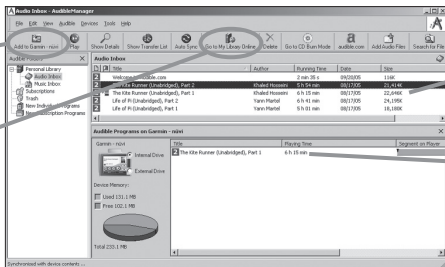 Audio Inbox - AudibleManager
File Edit View Audible Devices Tools Help
Add to Garmin - nüvi Play Show Details Show Transfer List Auto Sync Go to My Library Online Delete Go to CD Burn Mode audible.com Add Audio Files Search for File
Audio Inbox
Personal Library
Audio Inbox
Music Inbox
Subscriptions
Trash
New Individual Programs
New Subscription Programs
Title Author Running Time Date Size
2 min 35 s 09/20/05 116K
The Kite Runner (Unabridged), Part 2 Khaled Hosseini 5 h 54 min 08/17/05 21,414K
The Kite Runner (Unabridged), Part 1 Khaled Hosseini 6 h 15 min 08/17/05 22,646K
Life of Pi (Unabridged), Part 2 Yann Martel 6 h 41 min 08/17/05 24,195K
Life of Pi (Unabridged), Part 1 Yann Martel 5 h 01 min 08/17/05 18,188K
Audible Programs on Garmin - nüvi
Garmin - nüvi
Internal Drive
External Drive
Device Memory:
Used 131.1 MB
Free 102.1 MB
Total 233.1 MB
Title Playing Time Segment on Player
The Kite Runner (Unabridged), Part 1 6 h 15 min
Synchronized with device contents ...